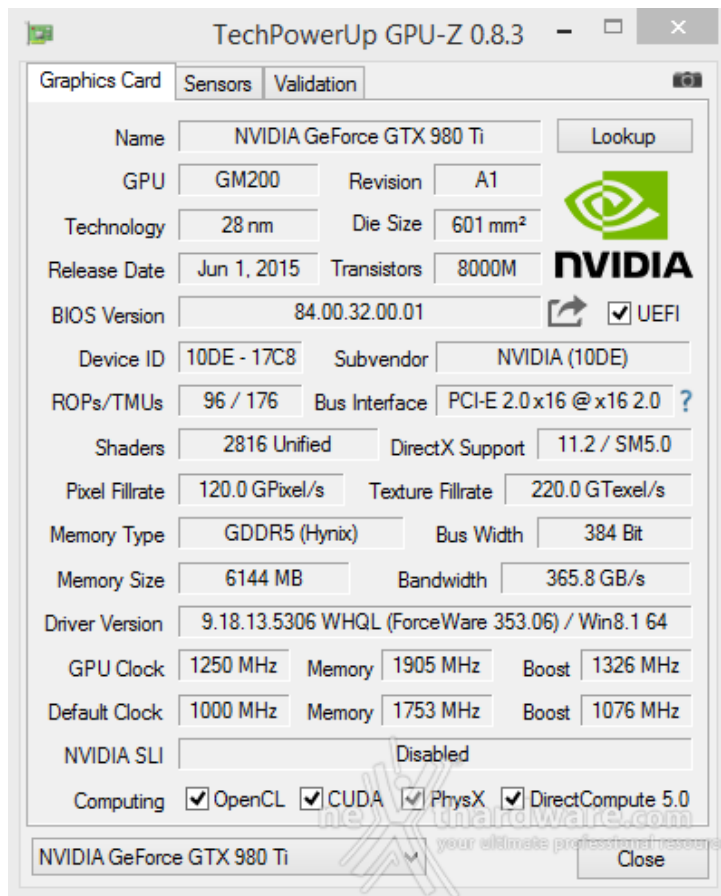 TechPowerUp GPU-Z 0.8.3
Graphics Card Sensors Validation
Name NVIDIA GeForce GTX 980 Ti Lookup
GPU GM200 Revision A1
Technology 28 nm Die Size 601 mm²
NVIDIA
Release Date Jun 1, 2015 Transistors 8000M
BIOS Version 84.00.32.00.01 UEFI
Device ID 10DE - 17C8 Subvendor NVIDIA (10DE)
ROPs/TMUs 96 / 176 Bus Interface PCI-E 2.0 x16 @ x16 2.0 ?
Shaders 2816 Unified DirectX Support 11.2 / SM5.0
Pixel Fillrate 120.0 GPixel/s Texture Fillrate 220.0 GTexel/s
Memory Type GDDR5 (Hynix) Bus Width 384 Bit
Memory Size 6144 MB Bandwidth 365.8 GB/s
Driver Version 9.18.13.5306 WHQL (ForceWare 353.06) / Win8.1 64
GPU Clock 1250 MHz Memory 1905 MHz Boost 1326 MHz
Default Clock 1000 MHz Memory 1753 MHz Boost 1076 MHz
NVIDIA SLI Disabled
Computing OpenCL CUDA PhysX DirectCompute 5.0
your ultimate professional resource
NVIDIA GeForce GTX 980 Ti Close